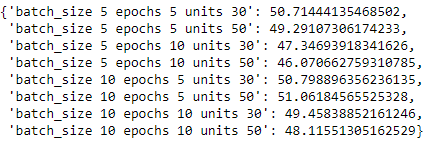 {'batch_size 5 epochs 5 units 30': 50.71444135468502,
'batch_size 5 epochs 5 units 50': 49.29107306174233,
'batch_size 5 epochs 10 units 30': 47.34693918341626,
'batch_size 5 epochs 10 units 50': 46.070662759310785,
'batch_size 10 epochs 5 units 30': 50.798896356236135,
'batch_size 10 epochs 5 units 50': 51.06184565525328,
'batch_size 10 epochs 10 units 30': 49.45838852161246,
'batch_size 10 epochs 10 units 50': 48.11551305162529}